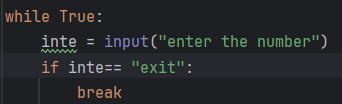 while True:
    inte = input("enter the number")
    if inte== "exit":
        break